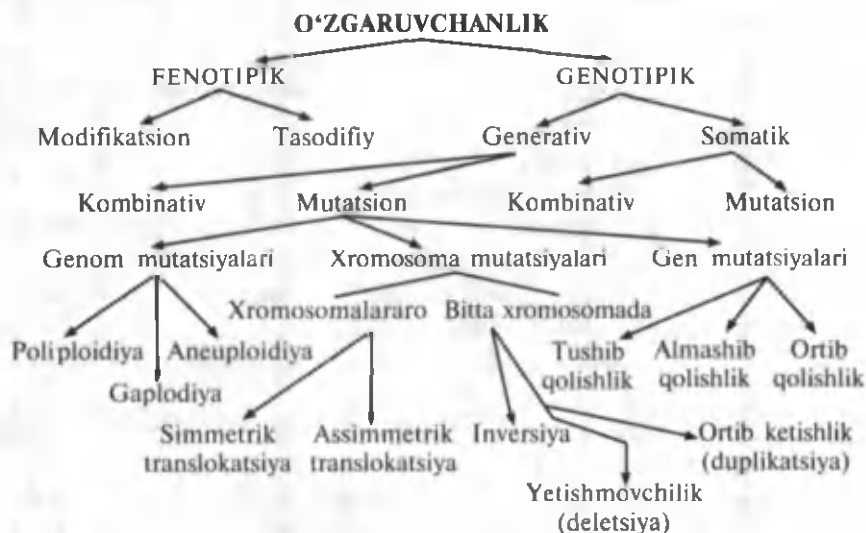 O‘ZGARUVCHANLIK
FENOTIPIK GENOTIPIK
Modifikatsion Tasodifiy Generativ Somatik
Kombinativ Mutatsion Kombinativ Mutatsion
Genom mutatsiyalari Xromosoma mutatsiyalari Gen mutatsiyalari
Xromosomalararo Bitta xromosomada
Poliploidiya Aneuploidiya Tushib qolishlik Almashib qolishlik Ortib qolishlik
Gaplodiya
Simmetrik translokatsiya Assimmetrik translokatsiya Inversiya Ortib ketishlik (duplikatsiya)
Yetishmovchilik
(deletsiya)